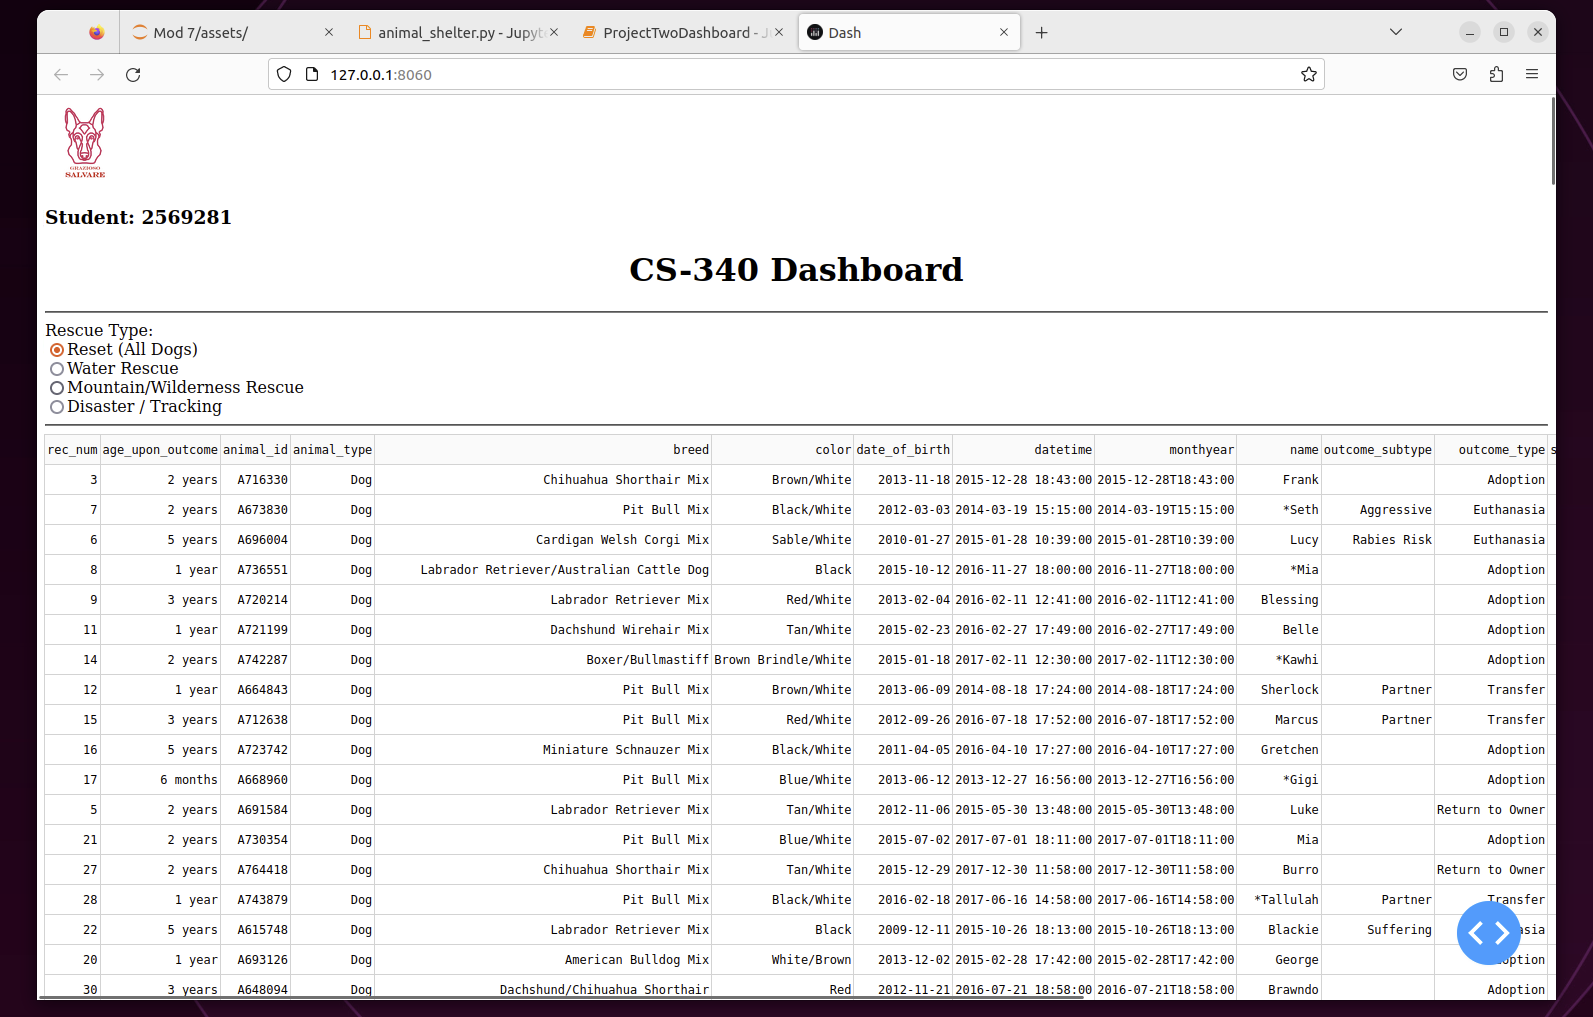 Mod 7/assets/
animal_shelter.py - Jupyt
ProjectTwoDashboard - J
Dash
127.0.0.1:8060
GRAZIOSO
SALVARE
Student: 2569281
CS-340 Dashboard
Rescue Type:
Reset (All Dogs)
Water Rescue
Mountain/Wilderness Rescue
Disaster / Tracking
rec_num age_upon_outcome animal_id animal_type breed color date_of_birth datetime monthyear name outcome_subtype outcome_type s
3 2 years A716330 Dog Chihuahua Shorthair Mix Brown/White 2013-11-18 2015-12-28 18:43:00 2015-12-28T18:43:00 Frank Adoption
7 2 years A673830 Dog Pit Bull Mix Black/White 2012-03-03 2014-03-19 15:15:00 2014-03-19T15:15:00 *Seth Aggressive Euthanasia
6 5 years A696004 Dog Cardigan Welsh Corgi Mix Sable/White 2010-01-27 2015-01-28 10:39:00 2015-01-28T10:39:00 Lucy Rabies Risk Euthanasia
8 1 year A736551 Dog Labrador Retriever/Australian Cattle Dog Black 2015-10-12 2016-11-27 18:00:00 2016-11-27T18:00:00 *Mia Adoption
9 3 years A720214 Dog Labrador Retriever Mix Red/White 2013-02-04 2016-02-11 12:41:00 2016-02-11T12:41:00 Blessing Adoption
11 1 year A721199 Dog Dachshund Wirehair Mix Tan/White 2015-02-23 2016-02-27 17:49:00 2016-02-27T17:49:00 Belle Adoption
14 2 years A742287 Dog Boxer/Bullmastiff Brown Brindle/White 2015-01-18 2017-02-11 12:30:00 2017-02-11T12:30:00 *Kawhi Adoption
12 1 year A664843 Dog Pit Bull Mix Brown/White 2013-06-09 2014-08-18 17:24:00 2014-08-18T17:24:00 Sherlock Partner Transfer
15 3 years A712638 Dog Pit Bull Mix Red/White 2012-09-26 2016-07-18 17:52:00 2016-07-18T17:52:00 Marcus Partner Transfer
16 5 years A723742 Dog Miniature Schnauzer Mix Black/White 2011-04-05 2016-04-10 17:27:00 2016-04-10T17:27:00 Gretchen Adoption
17 6 months A668960 Dog Pit Bull Mix Blue/White 2013-06-12 2013-12-27 16:56:00 2013-12-27T16:56:00 *Gigi Adoption
5 2 years A691584 Dog Labrador Retriever Mix Tan/White 2012-11-06 2015-05-30 13:48:00 2015-05-30T13:48:00 Luke Return to Owner
21 2 years A730354 Dog Pit Bull Mix Blue/White 2015-07-02 2017-07-01 18:11:00 2017-07-01T18:11:00 Mia Adoption
27 2 years A764418 Dog Chihuahua Shorthair Mix Tan/White 2015-12-29 2017-12-30 11:58:00 2017-12-30T11:58:00 Burro Return to Owner
28 1 year A743879 Dog Pit Bull Mix Black/White 2016-02-18 2017-06-16 14:58:00 2017-06-16T14:58:00 *Tallulah Partner Transfer
22 5 years A615748 Dog Labrador Retriever Mix Black 2009-12-11 2015-10-26 18:13:00 2015-10-26T18:13:00 Blackie Suffering asia
20 1 year A693126 Dog American Bulldog Mix White/Brown 2013-12-02 2015-02-28 17:42:00 2015-02-28T17:42:00 George option
30 3 years A648094 Dog Dachshund/Chihuahua Shorthair Red 2012-11-21 2016-07-21 18:58:00 2016-07-21T18:58:00 Brawndo Adoption